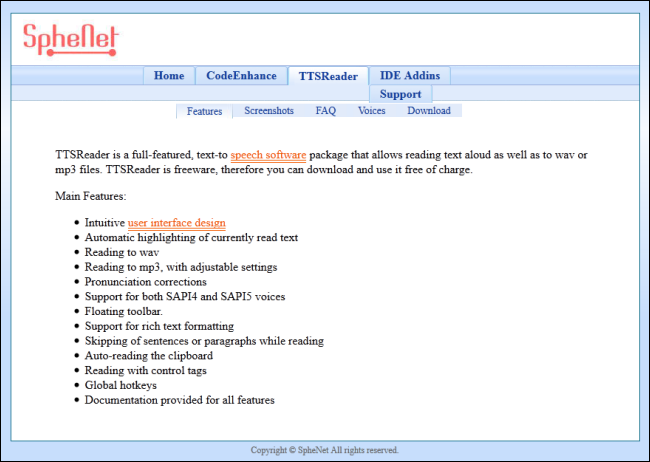 SpheNet
Home CodeEnhance TTSReader IDE Addins
Support
Features Screenshots FAQ Voices Download
TTSReader is a full-featured, text-to speech software package that allows reading text aloud as well as to wav or
mp3 files. TTSReader is freeware, therefore you can download and use it free of charge.
Main Features:
Intuitive user interface design
Automatic highlighting of currently read text
Reading to wav
Reading to mp3, with adjustable settings
Pronunciation corrections
Support for both SAPI4 and SAPI5 voices
Floating toolbar.
Support for rich text formatting
Skipping of sentences or paragraphs while reading
Auto-reading the clipboard
Reading with control tags
Global hotkeys
Documentation provided for all features
Copyright © SpheNet All rights reserved.